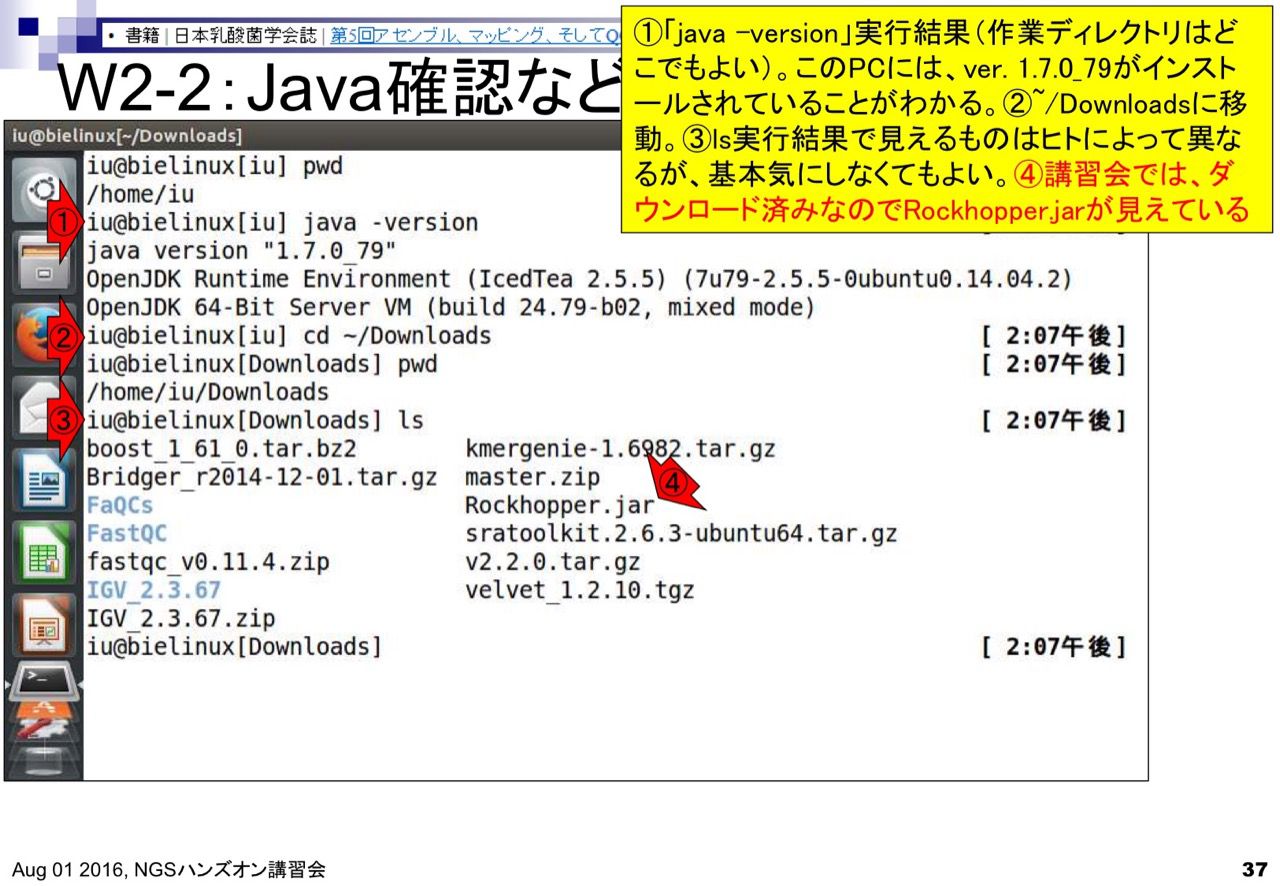 • 書籍 | 日本乳酸菌学会誌 | 第5回アセンブル、マッピング、そしてQ
W2-2:Java確認など
①「java –version」実行結果(作業ディレクトリはど
こでもよい)。このPCには、ver. 1.7.0_79がインスト
ールされていることがわかる。②~/Downloadsに移
動。③ls実行結果で見えるものはヒトによって異な
るが、基本気にしなくてもよい。④講習会では、ダ
ウンロード済みなのでRockhopper.jarが見えている
iu@bielinux[~/Downloads]
iu@bielinux[iu] pwd
/home/iu
① iu@bielinux[iu] java -version
java version "1.7.0_79"
OpenJDK Runtime Environment (IcedTea 2.5.5) (7u79-2.5.5-0ubuntu0.14.04.2)
OpenJDK 64-Bit Server VM (build 24.79-b02, mixed mode)
② iu@bielinux[iu] cd ~/Downloads [ 2:07午後]
iu@bielinux[Downloads] pwd [ 2:07午後]
/home/iu/Downloads
③ iu@bielinux[Downloads] ls [ 2:07午後]
boost_1_61_0.tar.bz2 kmergenie-1.6982.tar.gz
Bridger_r2014-12-01.tar.gz master.zip ④
FaQCs Rockhopper.jar
FastQC sratoolkit.2.6.3-ubuntu64.tar.gz
fastqc_v0.11.4.zip v2.2.0.tar.gz
IGV_2.3.67 velvet_1.2.10.tgz
IGV_2.3.67.zip
iu@bielinux[Downloads] [ 2:07午後]
Aug 01 2016, NGSハンズオン講習会
37